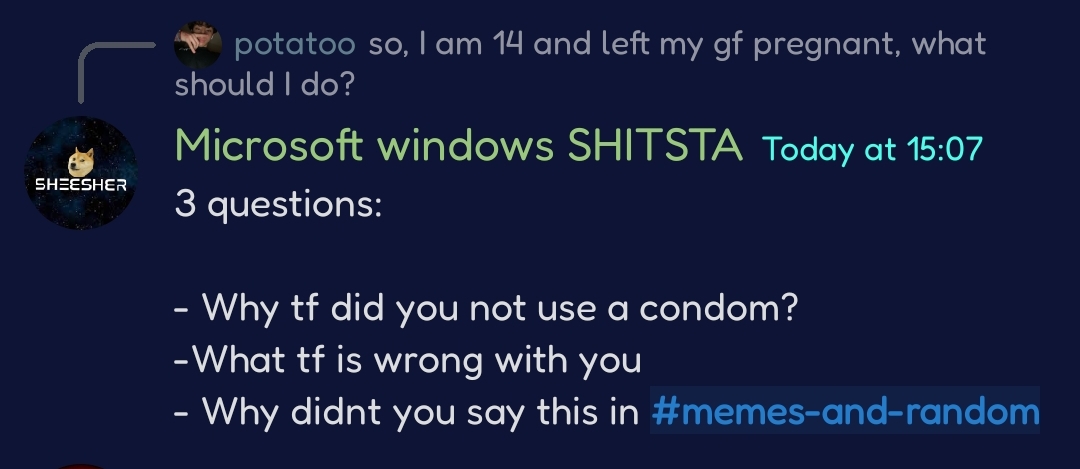 potatoo so, I am 14 and left my gf pregnant, what
should I do?
Microsoft windows SHITSTA Today at 15:07
SHEESHER
3 questions:
- Why tf did you not use a condom?
-What tf is wrong with you
- Why didnt you say this in #memes-and-random